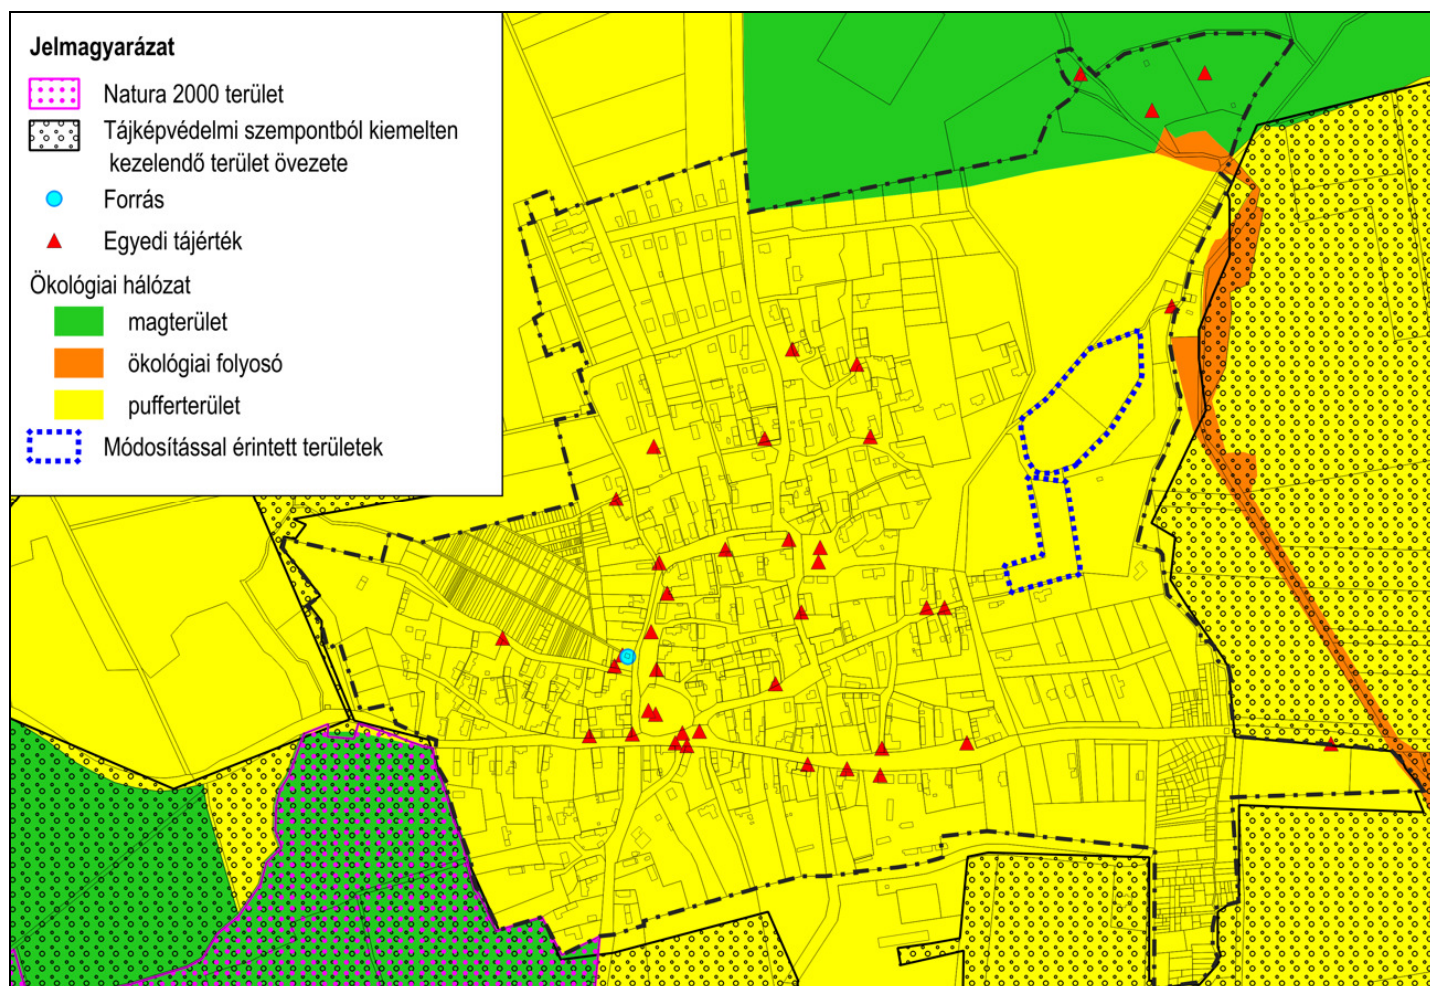 Jelmagyarázat
Natura 2000 terület
Tájképvédelmi szempontból kiemelten
kezelendő terület övezete
Forrás
Egyedi tájérték
Ökológiai hálózat
magterület
ökológiai folyosó
pufferterület
Módosítással érintett területek